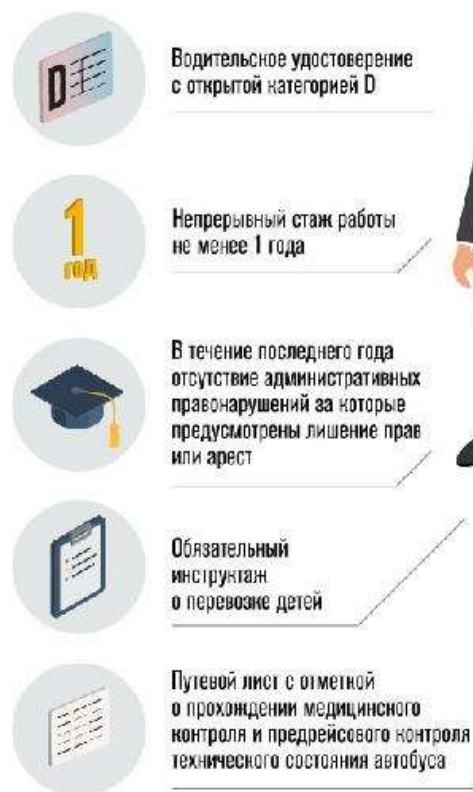 D
Водительское удостоверение
с открытой категорией D
1
год
Непрерывный стаж работы
не менее 1 года
В течение последнего года
отсутствие административных
правонарушений за которые
предусмотрены лишение прав
или арест
Обязательный
инструктаж
о перевозке детей
Путевой лист с отметкой
о прохождении медицинского
контроля и предрейсового контроля
технического состояния автобуса